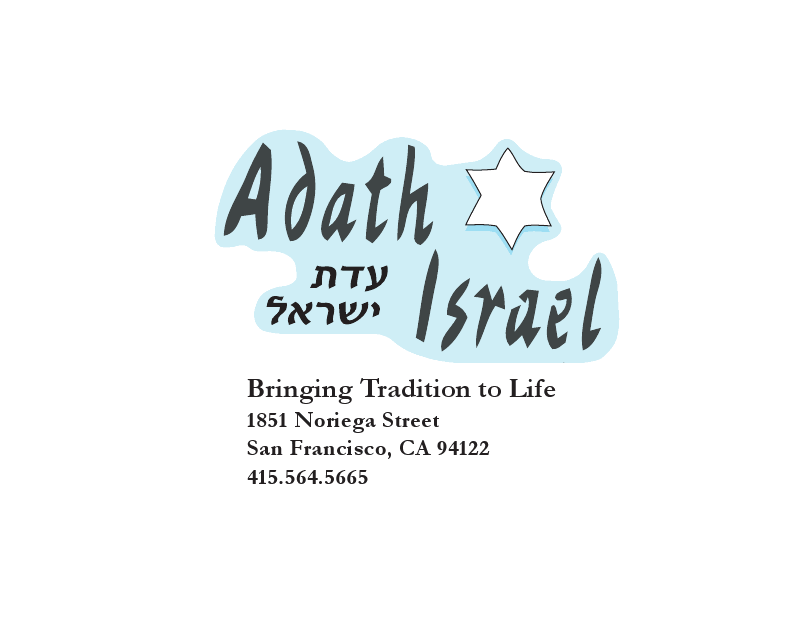 Adath
Israel
עדת
ישראל
Bringing Tradition to Life
1851 Noriega Street
San Francisco, CA 94122
415.564.5665